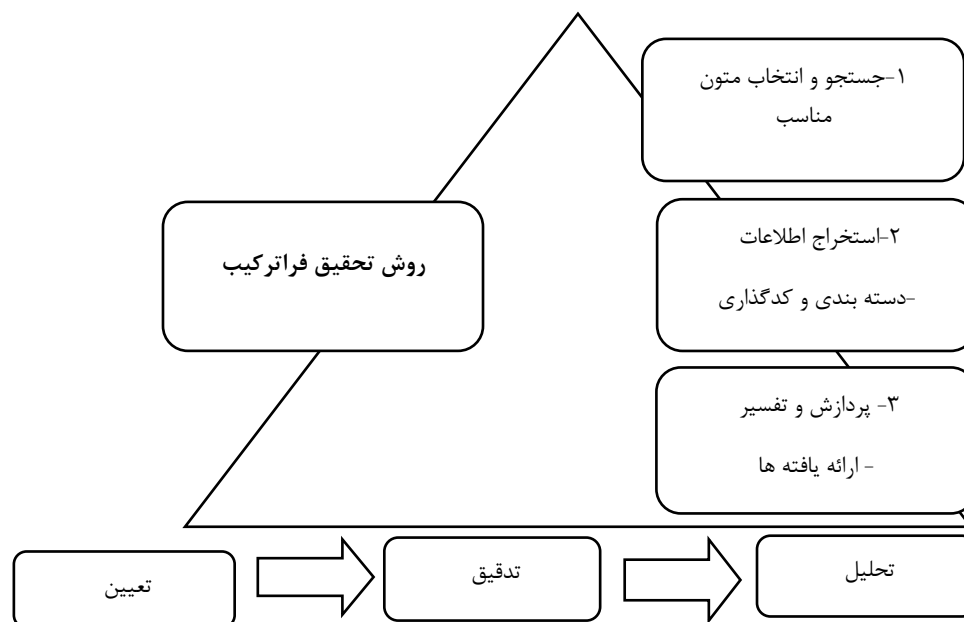 ۱-جستجو و انتخاب متون
مناسب
روش تحقیق فراترکیب
۲-استخراج اطلاعات
-دسته بندی و کدگذاری
۳- پردازش و تفسیر
- ارائه یافته ها
تعیین
تدقیق
تحلیل